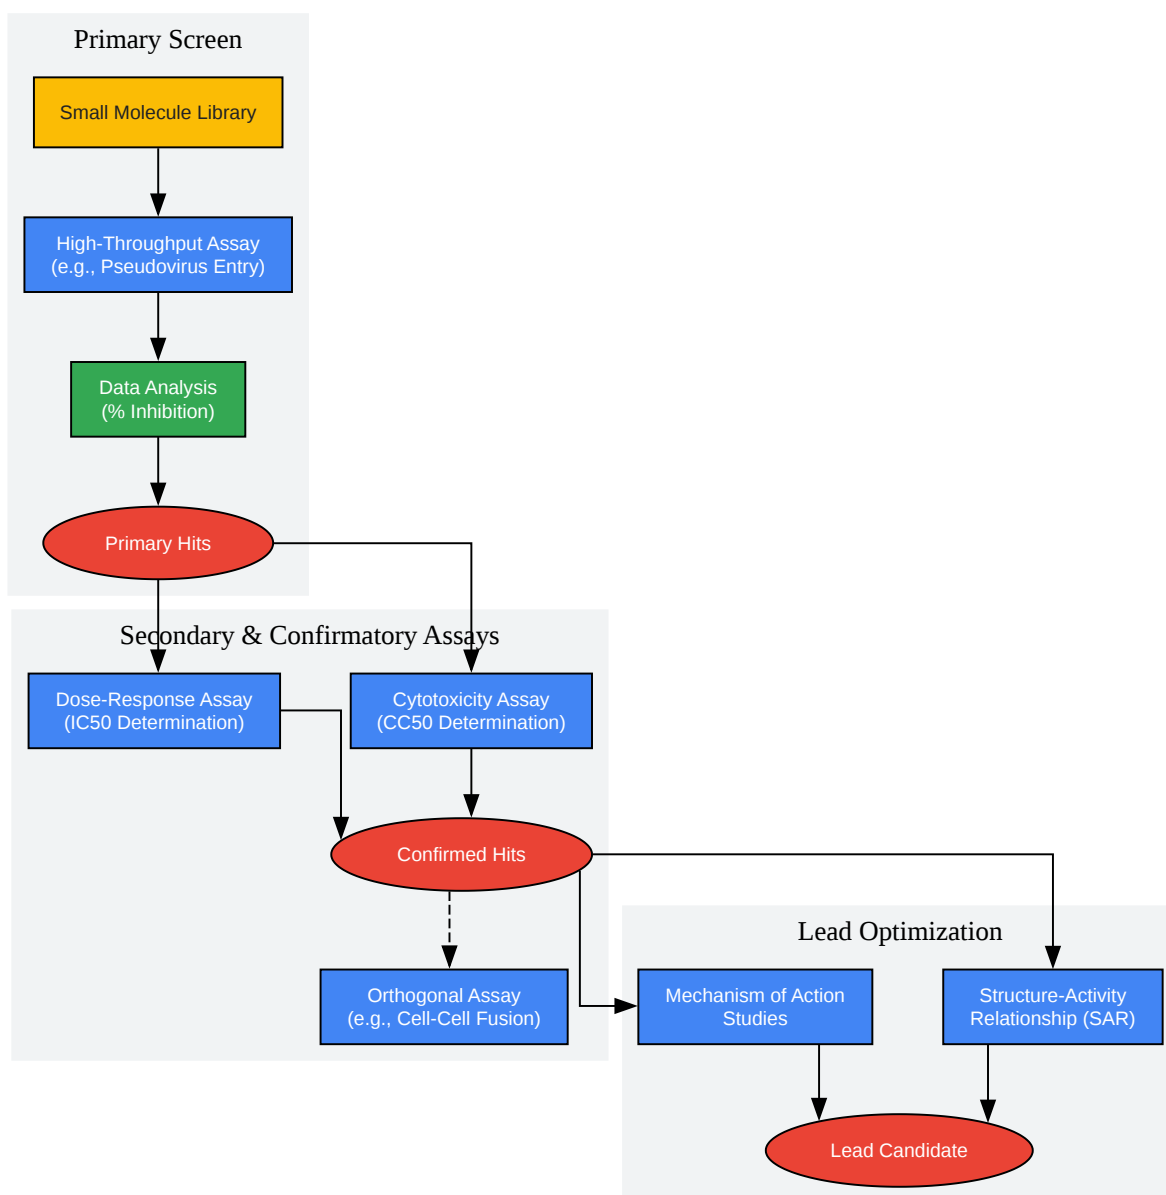 Primary Screen
Small Molecule Library
High-Throughput Assay
(e.g., Pseudovirus Entry)
Data Analysis
(% Inhibition)
Primary Hits
Secondary & Confirmatory Assays
Dose-Response Assay
(IC50 Determination)
Cytotoxicity Assay
(CC50 Determination)
Confirmed Hits
Orthogonal Assay
(e.g., Cell-Cell Fusion)
Lead Optimization
Mechanism of Action
Studies
Structure-Activity
Relationship (SAR)
Lead Candidate